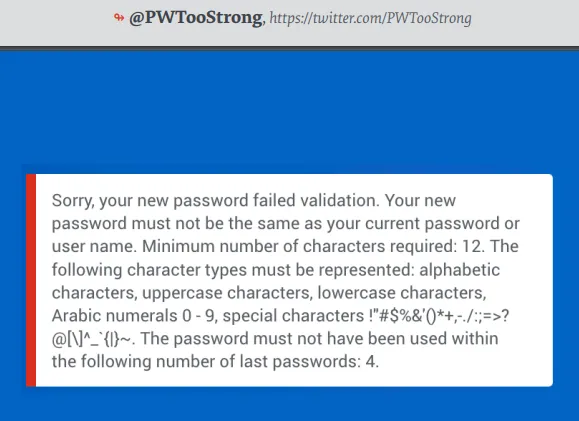 ↬ @PWTooStrong, https://twitter.com/PWTooStrong
Sorry, your new password failed validation. Your new
password must not be the same as your current password or
user name. Minimum number of characters required: 12. The
following character types must be represented: alphabetic
characters, uppercase characters, lowercase characters,
Arabic numerals 0 - 9, special characters !"#$%&'()*+,-./:;=>?
@[\]^_`{|}~. The password must not have been used within
the following number of last passwords: 4.